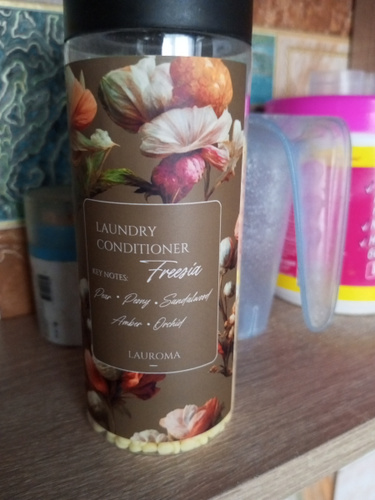 LAUNDRY
CONDITIONER
KEY NOTES: Freesia
Pear • Peony • Sandalwood
Amber • Orchid
LAUROMA